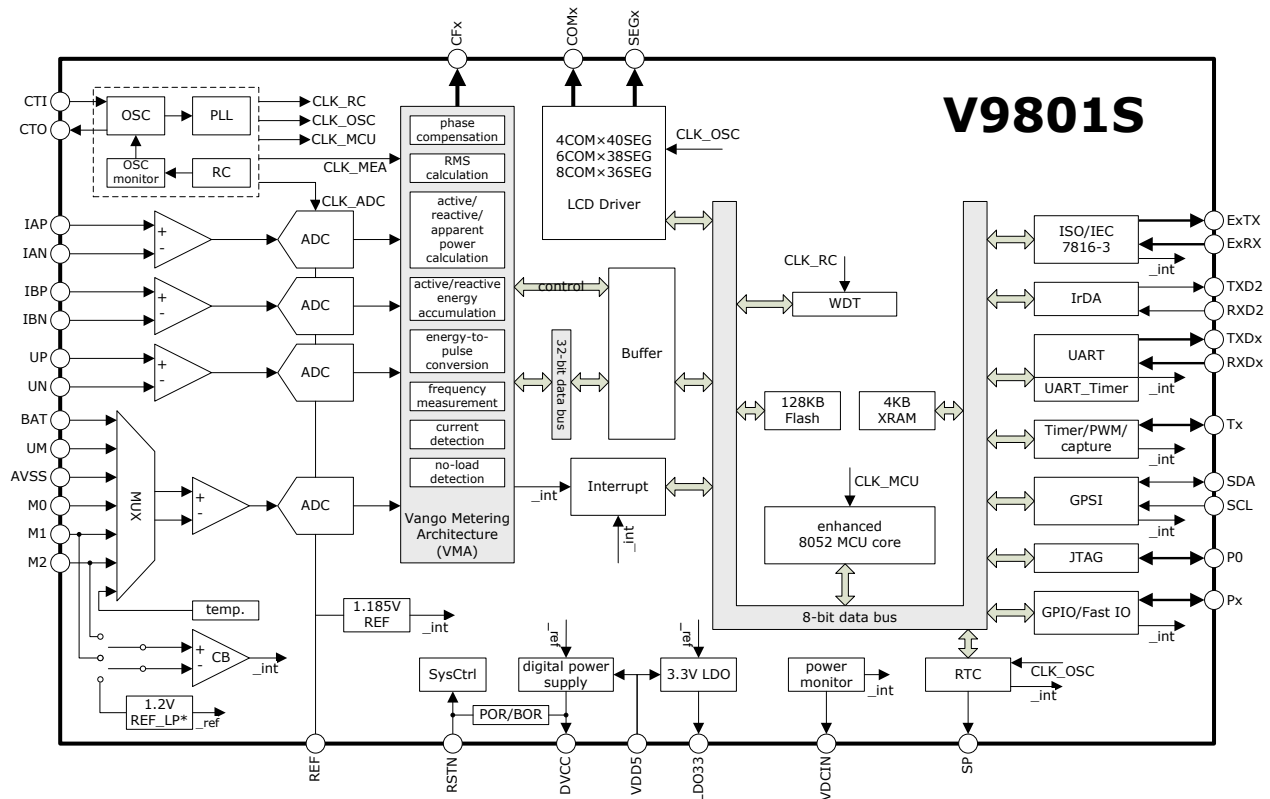 CFx
COMx
SEGx
V9801S
CTI
CTO
OSC
PLL
OSC
monitor
RC
CLK_RC
CLK_OSC
CLK_MCU
CLK_MEA
CLK_ADC
IAP
IAN
IBP
IBN
UP
UN
BAT
UM
AVSS
M0
M1
M2
+
-
ADC
+
-
ADC
+
-
ADC
MUX
+
-
ADC
temp.
+
-
CB
_int
1.2V
REF_LP*
_ref
1.185V
REF
_int
phase
compensation
RMS
calculation
active/
reactive/
apparent
power
calculation
active/reactive
energy
accumulation
energy-to-
pulse
conversion
frequency
measurement
current
detection
no-load
detection
Vango Metering
Architecture
(VMA)
4COM×40SEG
6COM×38SEG
8COM×36SEG
LCD Driver
CLK_OSC
control
32-bit data bus
Buffer
_int
Interrupt
_int
CLK_RC
WDT
128KB
Flash
4KB
XRAM
CLK_MCU
enhanced
8052 MCU core
8-bit data bus
ISO/IEC
7816-3
_int
IrDA
UART
UART_Timer
_int
Timer/PWM/
capture
_int
GPSI
_int
JTAG
GPIO/Fast IO
_int
ExTX
ExRX
TXD2
RXD2
TXDx
RXDx
Tx
SDA
SCL
P0
Px
SysCtrl
POR/BOR
_ref
digital power
supply
_ref
3.3V LDO
power
monitor
_int
RTC
CLK_OSC
_int
REF
RSTN
DVCC
VDD5
LDO33
VDCIN
SP